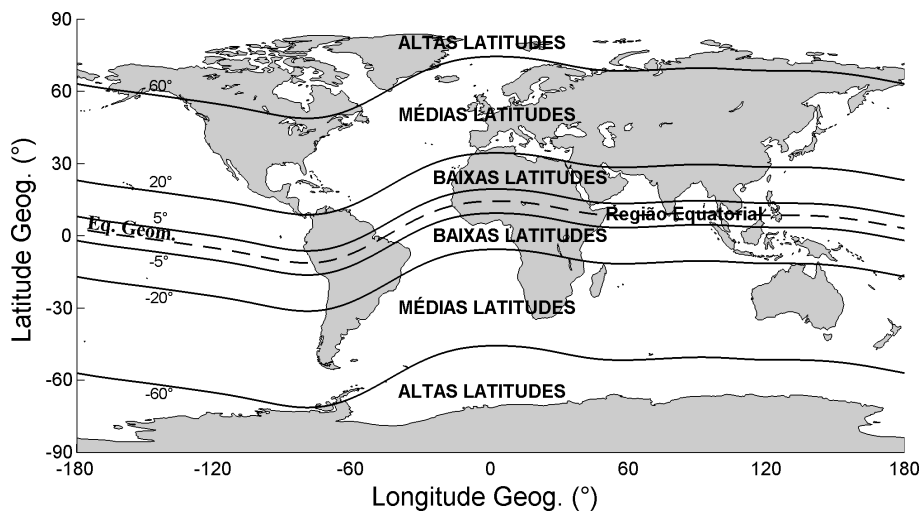 90
ALTAS LATITUDES
60
60°
MÉDIAS LATITUDES
30
20°
BAIXAS LATITUDES
5°
Eq. Geom.
Região Equatorial
0
BAIXAS LATITUDES
-5°
-20°
-30
MÉDIAS LATITUDES
-60
-60°
ALTAS LATITUDES
-90
-180 -120 -60 0 60 120 180
Latitude Geog. (°)
Longitude Geog. (°)